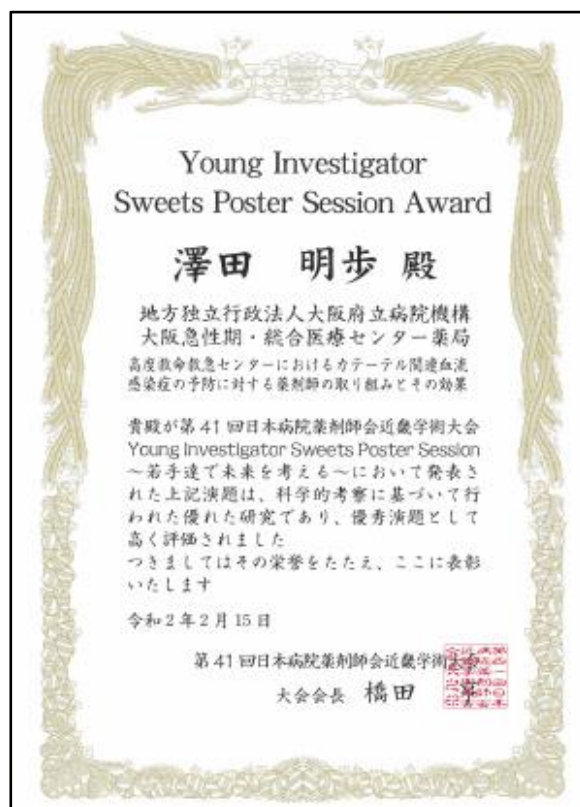 Young Investigator
Sweets Poster Session Award
澤田 明歩 殿
地方独立行政法人大阪府立病院機構
大阪急性期・総合医療センター薬局
高度救命救急センターにおけるカテーテル関連血流
感染症の予防に対する薬剤師の取り組みとその効果
貴殿が第41回日本病院薬剤師会近畿学術大会
Young Investigator Sweets Poster Session
～若手達で未来を考える～において発表さ
れた上記演題は、科学的考察に基づいて行
われた優れた研究であり、優秀演題として
高く評価されました
つきましてはその栄誉をたたえ、ここに表彰
いたします
令和2年2月15日
第41回日本病院薬剤師会近畿学術大会
大会会長 橋田